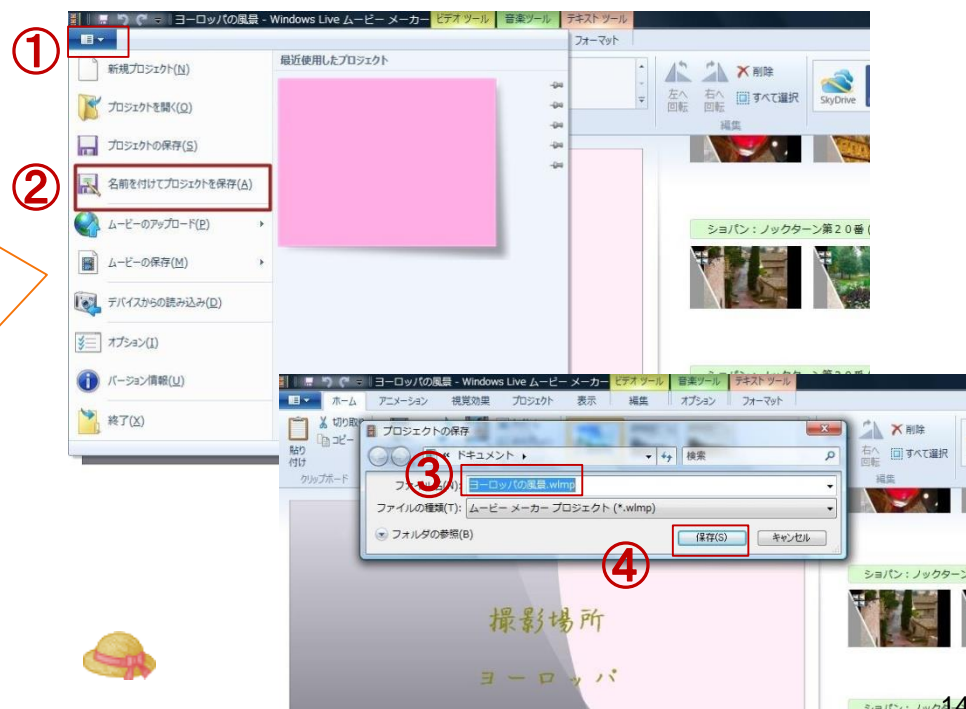 ヨーロッパの風景 - Windows Live ムービー メーカー
ビデオ ツール
音楽ツール
テキスト ツール
①
フォーマット
新規プロジェクト(N)
最近使用したプロジェクト
プロジェクトを開く(O)
プロジェクトの保存(S)
②
名前を付けてプロジェクトを保存(A)
ムービーのアップロード(P)
ムービーの保存(M)
デバイスからの読み込み(D)
オプション(I)
バージョン情報(U)
終了(X)
左へ
回転
右へ
回転
削除
すべて選択
編集
SkyDrive
ショパン：ノックターン第２０番 (
ヨーロッパの風景 - Windows Live ムービー メーカー
ビデオ ツール
音楽ツール
テキスト ツール
ホーム
アニメーション
視覚効果
プロジェクト
表示
編集
オプション
フォーマット
貼り
付け
切り取
コピー
クリップボード
プロジェクトの保存
« ドキュメント
検索
③
ヨーロッパの風景.wlmp
ファイルの種類(T):
ムービー メーカー プロジェクト (*.wlmp)
フォルダの参照(B)
保存(S)
キャンセル
④
右へ
回転
削除
すべて選択
編集
ショパン：ノックターン
撮影場所
ヨーロッパ
14